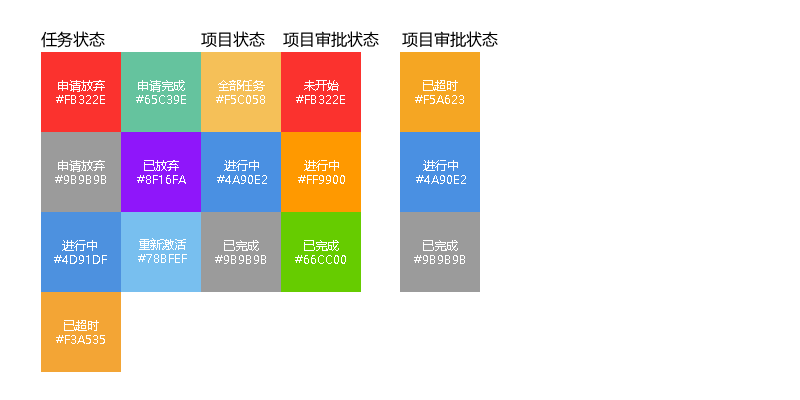 任务状态
项目状态
项目审批状态
项目审批状态
申请放弃
#FB322E
申请完成
#65C39E
全部任务
#F5C058
未开始
#FB322E
已超时
#F5A623
申请放弃
#9B9B9B
已放弃
#8F16FA
进行中
#4A90E2
进行中
#FF9900
进行中
#4A90E2
进行中
#4D91DF
重新激活
#78BFEF
已完成
#9B9B9B
已完成
#66CC00
已完成
#9B9B9B
已超时
#F3A535